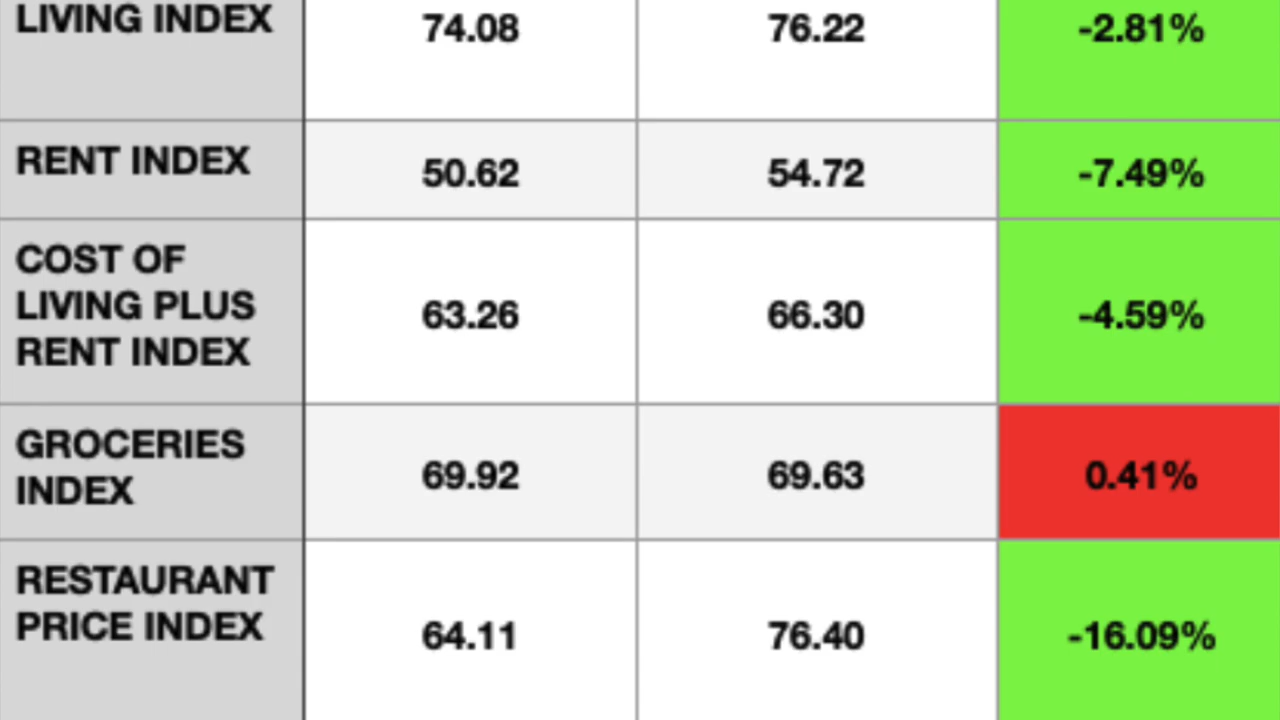 LIVING INDEX 74.08 76.22 -2.81%
RENT INDEX 50.62 54.72 -7.49%
COST OF
LIVING PLUS
RENT INDEX
63.26 66.30 -4.59%
GROCERIES
INDEX
69.92 69.63 0.41%
RESTAURANT
PRICE INDEX
64.11 76.40 -16.09%